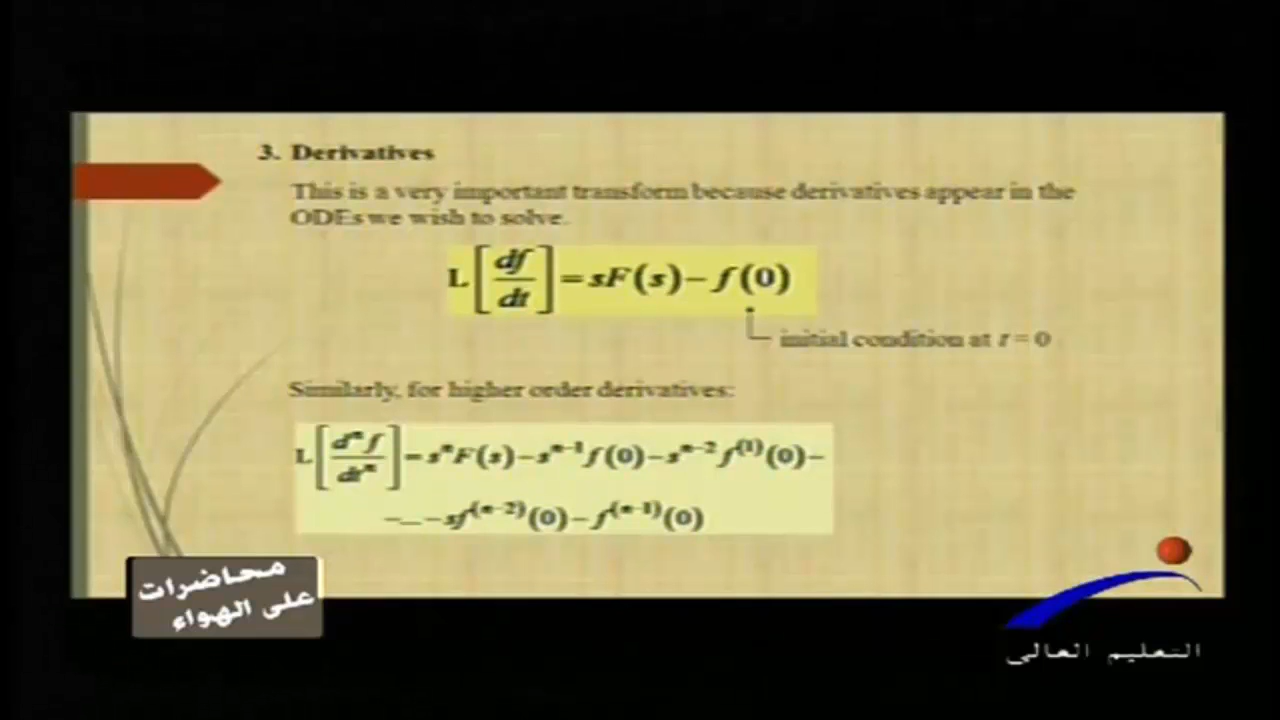 3. Derivatives
This is a very important transform because derivatives appear in the
ODEs we wish to solve.
L[df/dt] = sF(s) − f(0)
initial condition at t = 0
Similarly, for higher order derivatives:
L[dⁿf/dtⁿ] = sⁿF(s) − sⁿ⁻¹f(0) − sⁿ⁻²f⁽¹⁾(0) −
−...− sf⁽ⁿ⁻²⁾(0) − f⁽ⁿ⁻¹⁾(0)
محاضرات
على الهواء
التعليم العالى